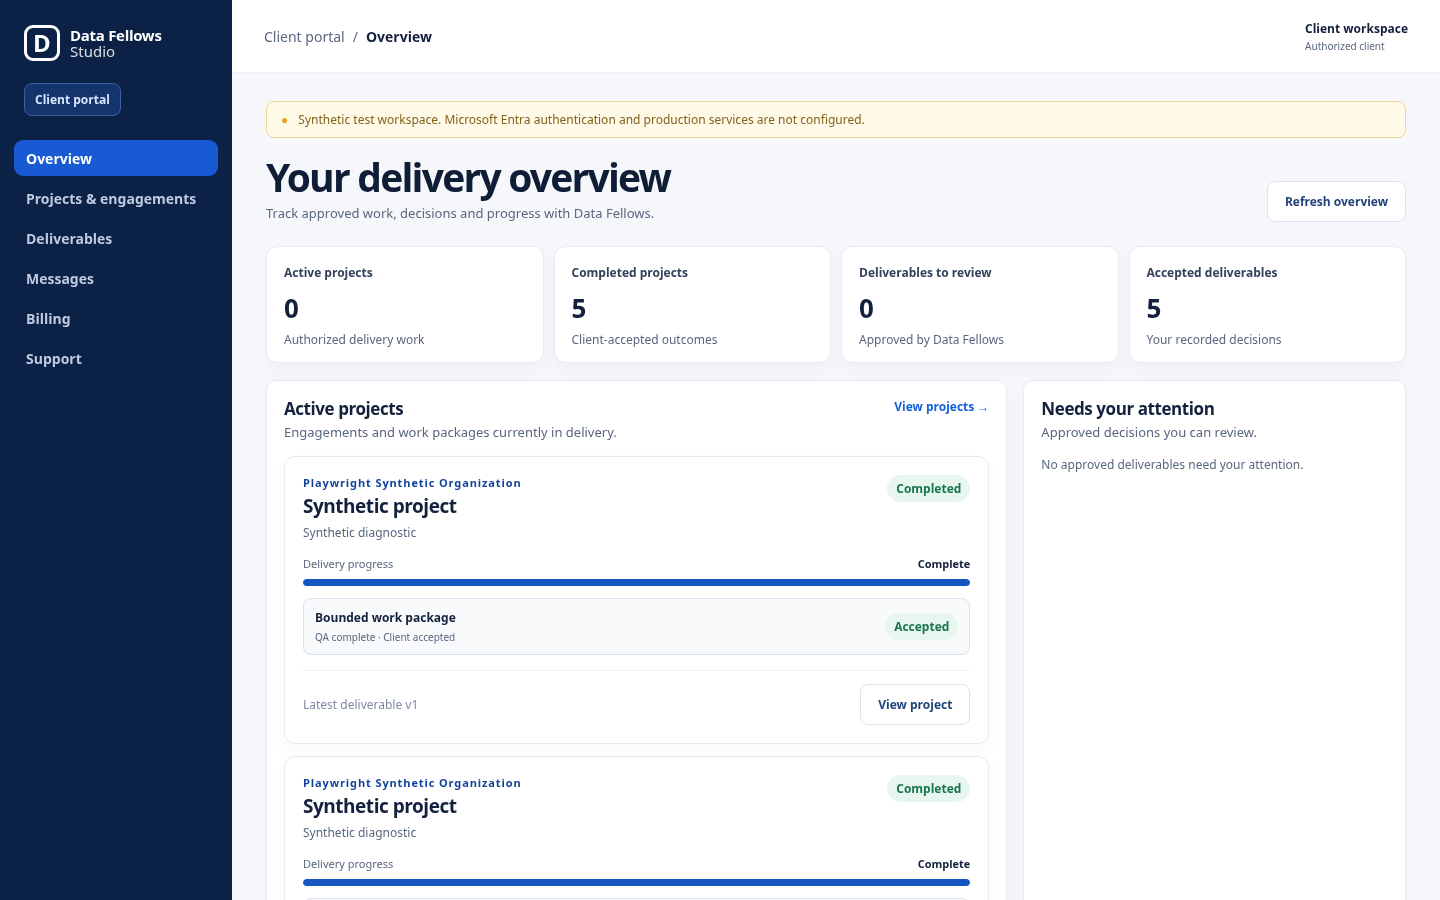 D
Data Fellows
Studio
Client portal
Overview
Projects & engagements
Deliverables
Messages
Billing
Support
Client portal / Overview
Client workspace
Authorized client
Synthetic test workspace. Microsoft Entra authentication and production services are not configured.
Your delivery overview
Track approved work, decisions and progress with Data Fellows.
Refresh overview
Active projects
0
Authorized delivery work
Completed projects
5
Client-accepted outcomes
Deliverables to review
0
Approved by Data Fellows
Accepted deliverables
5
Your recorded decisions
Active projects
View projects →
Engagements and work packages currently in delivery.
Playwright Synthetic Organization
Completed
Synthetic project
Synthetic diagnostic
Delivery progress
Complete
Bounded work package
QA complete · Client accepted
Accepted
Latest deliverable v1
View project
Playwright Synthetic Organization
Completed
Synthetic project
Synthetic diagnostic
Delivery progress
Complete
Needs your attention
Approved decisions you can review.
No approved deliverables need your attention.